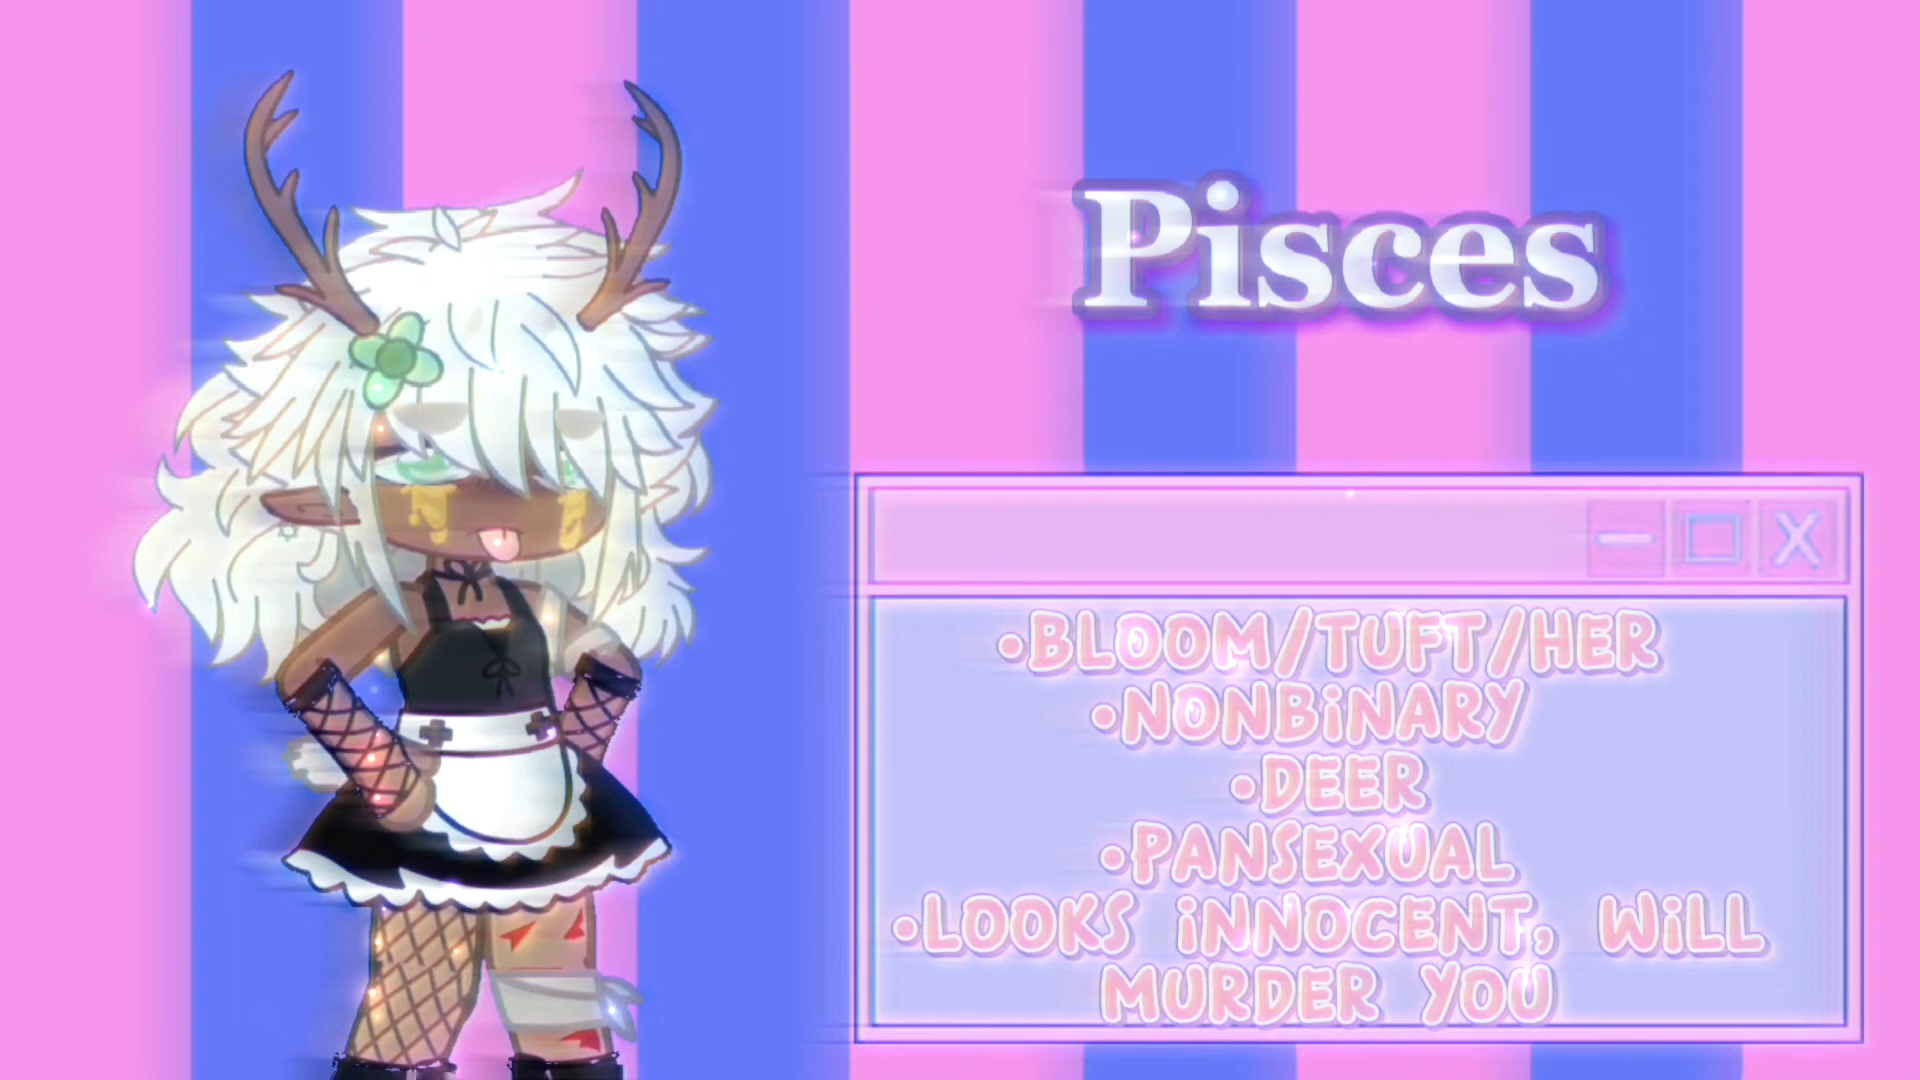 Pisces
•BLOOM/TUFT/HER
•NONBiNARY
•DEER
•PANSEXUAL
•LOOKS iNNOCENT, WiLL
MURDER YOU